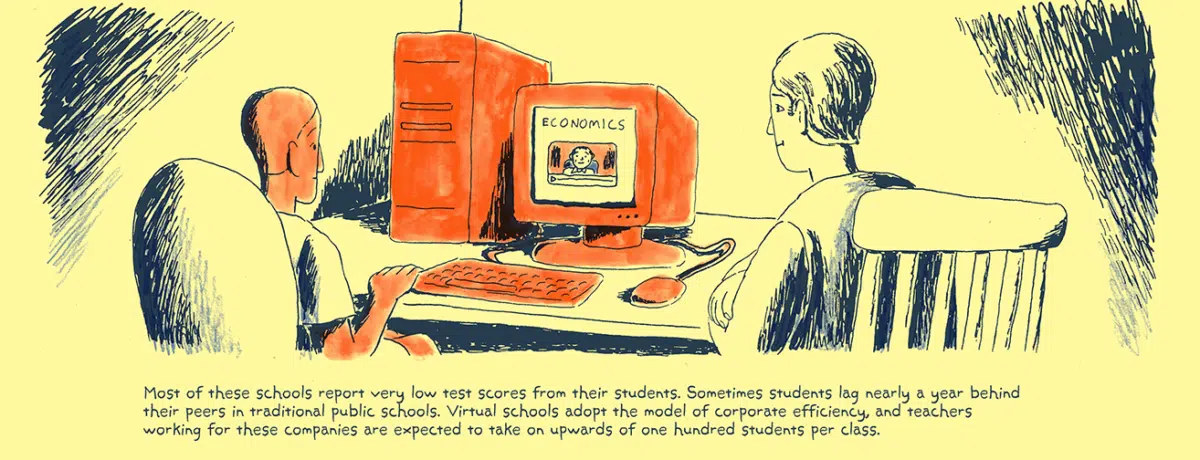 ECONOMICS
Most of these schools report very low test scores from their students. Sometimes students lag nearly a year behind
their peers in traditional public schools. Virtual schools adopt the model of corporate efficiency, and teachers
working for these companies are expected to take on upwards of one hundred students per class.